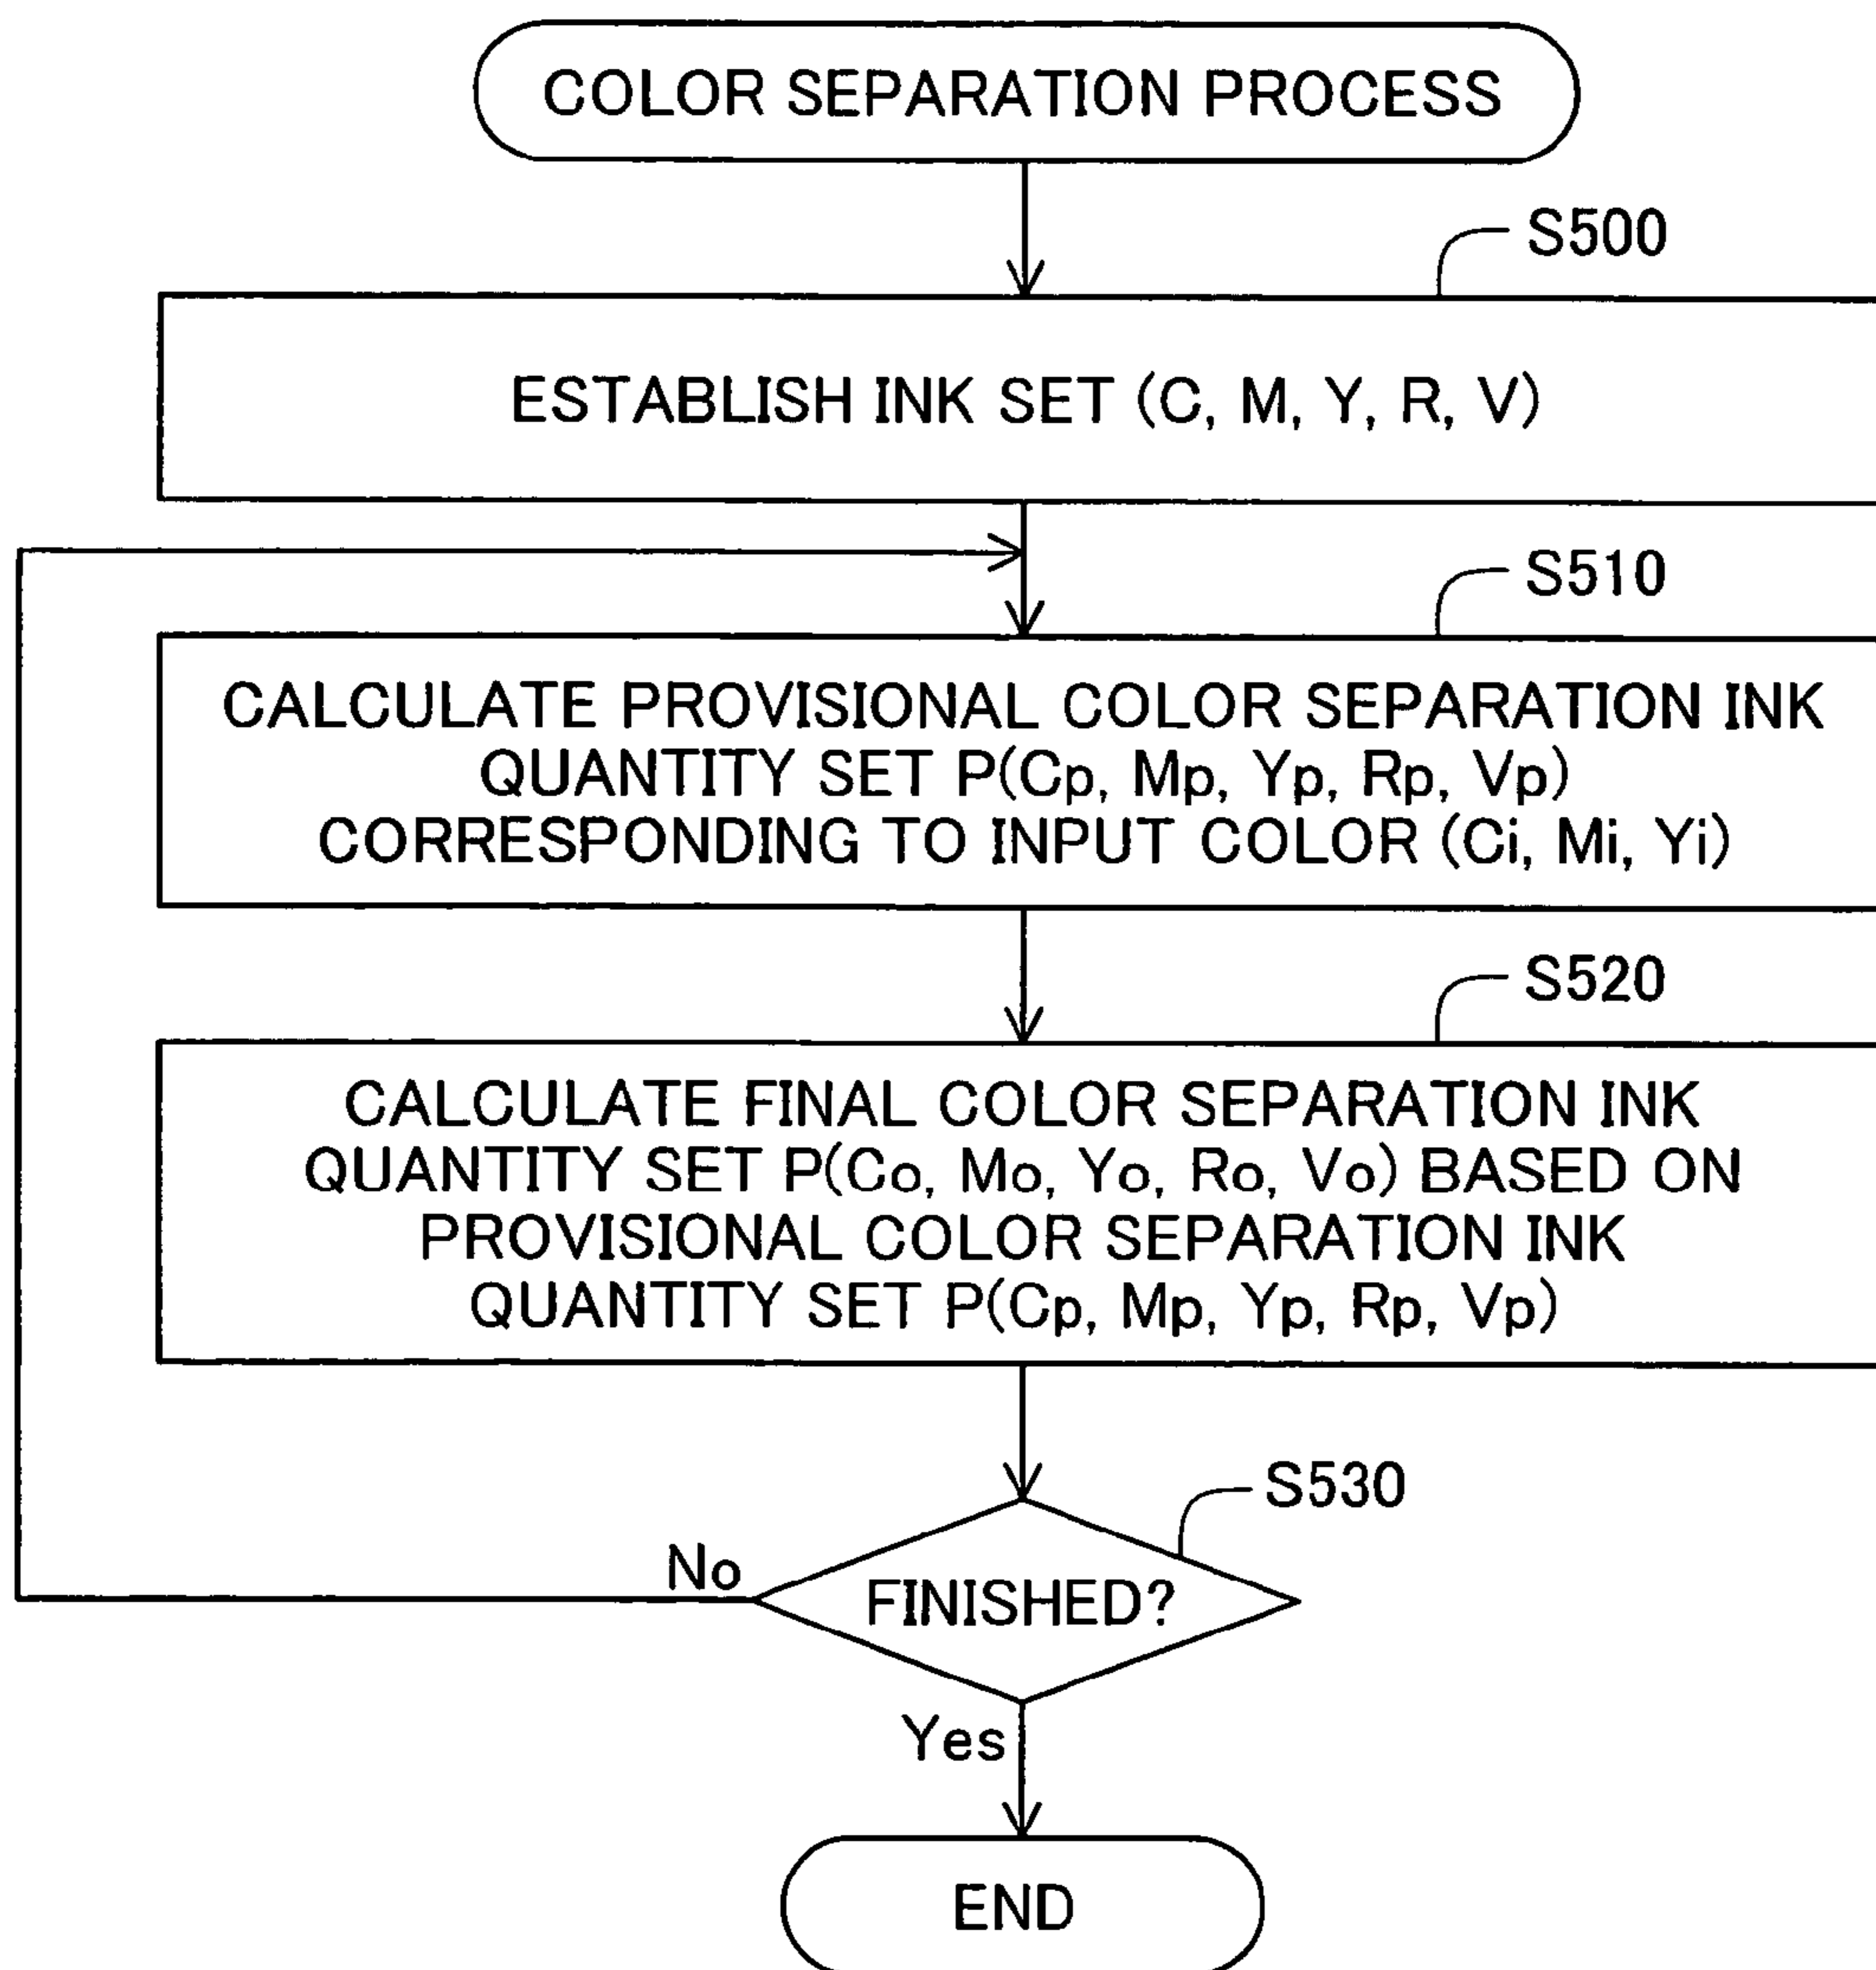 COLOR SEPARATION PROCESS
S500
ESTABLISH INK SET (C, M, Y, R, V)
S510
CALCULATE PROVISIONAL COLOR SEPARATION INK
QUANTITY SET P(Cp, Mp, Yp, Rp, Vp)
CORRESPONDING TO INPUT COLOR (Ci, Mi, Yi)
S520
CALCULATE FINAL COLOR SEPARATION INK
QUANTITY SET P(Co, Mo, Yo, Ro, Vo) BASED ON
PROVISIONAL COLOR SEPARATION INK
QUANTITY SET P(Cp, Mp, Yp, Rp, Vp)
S530
No
FINISHED?
Yes
END